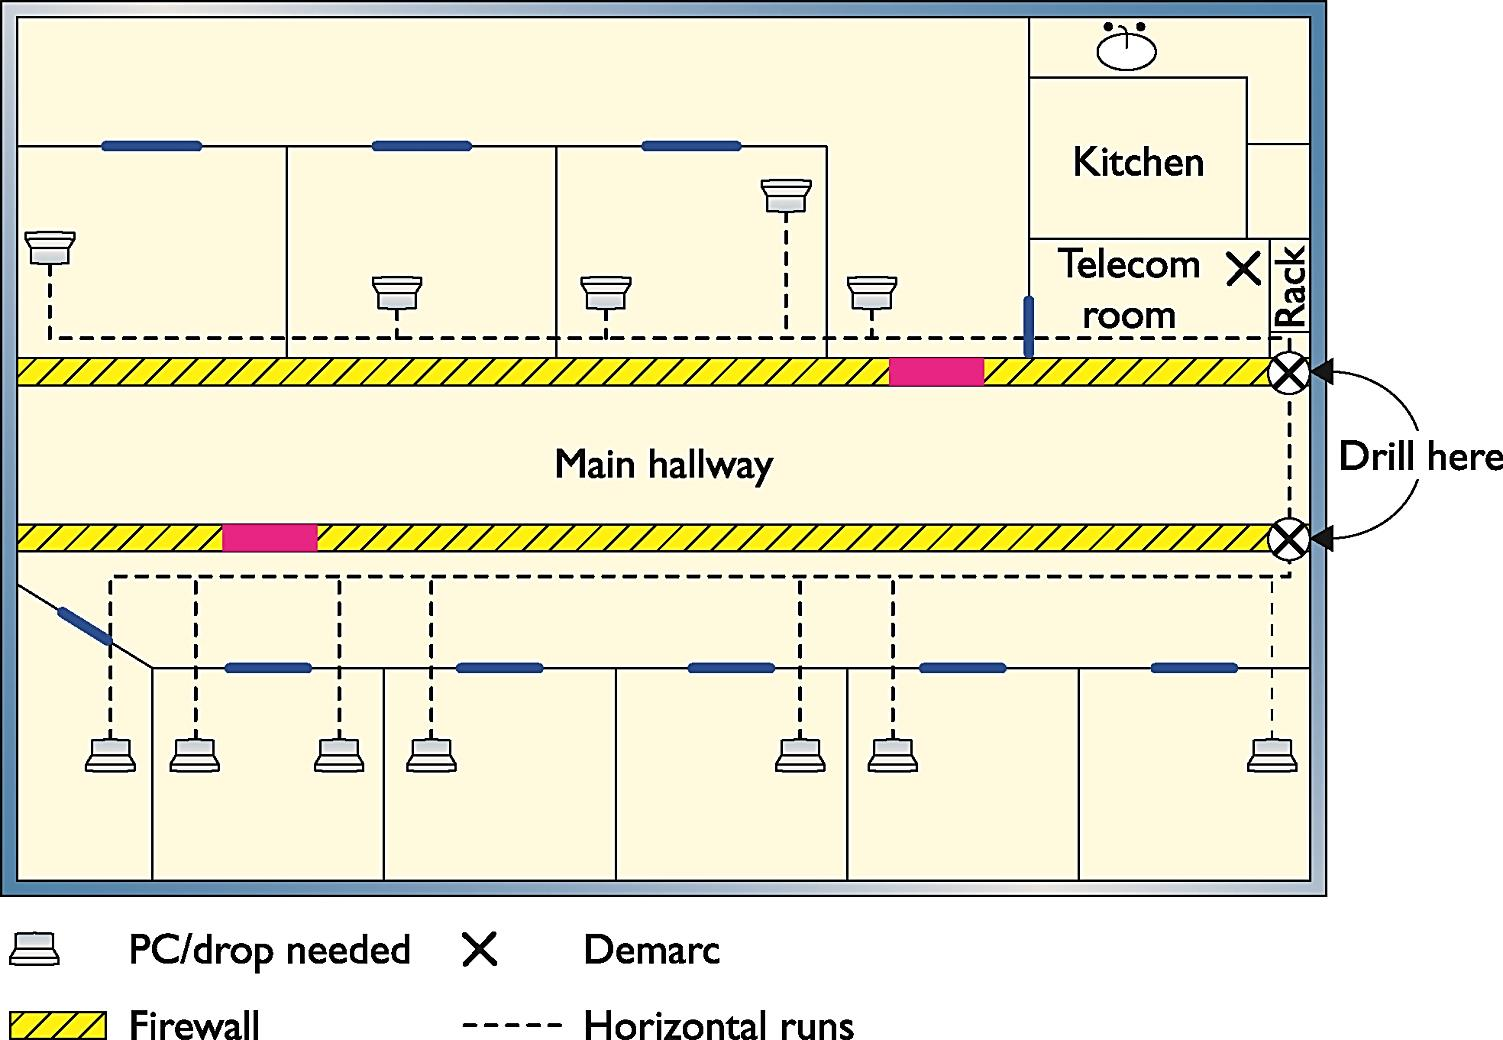 Kitchen
Telecom
room
Rack
Main hallway
Drill here
PC/drop needed
Demarc
Firewall
Horizontal runs